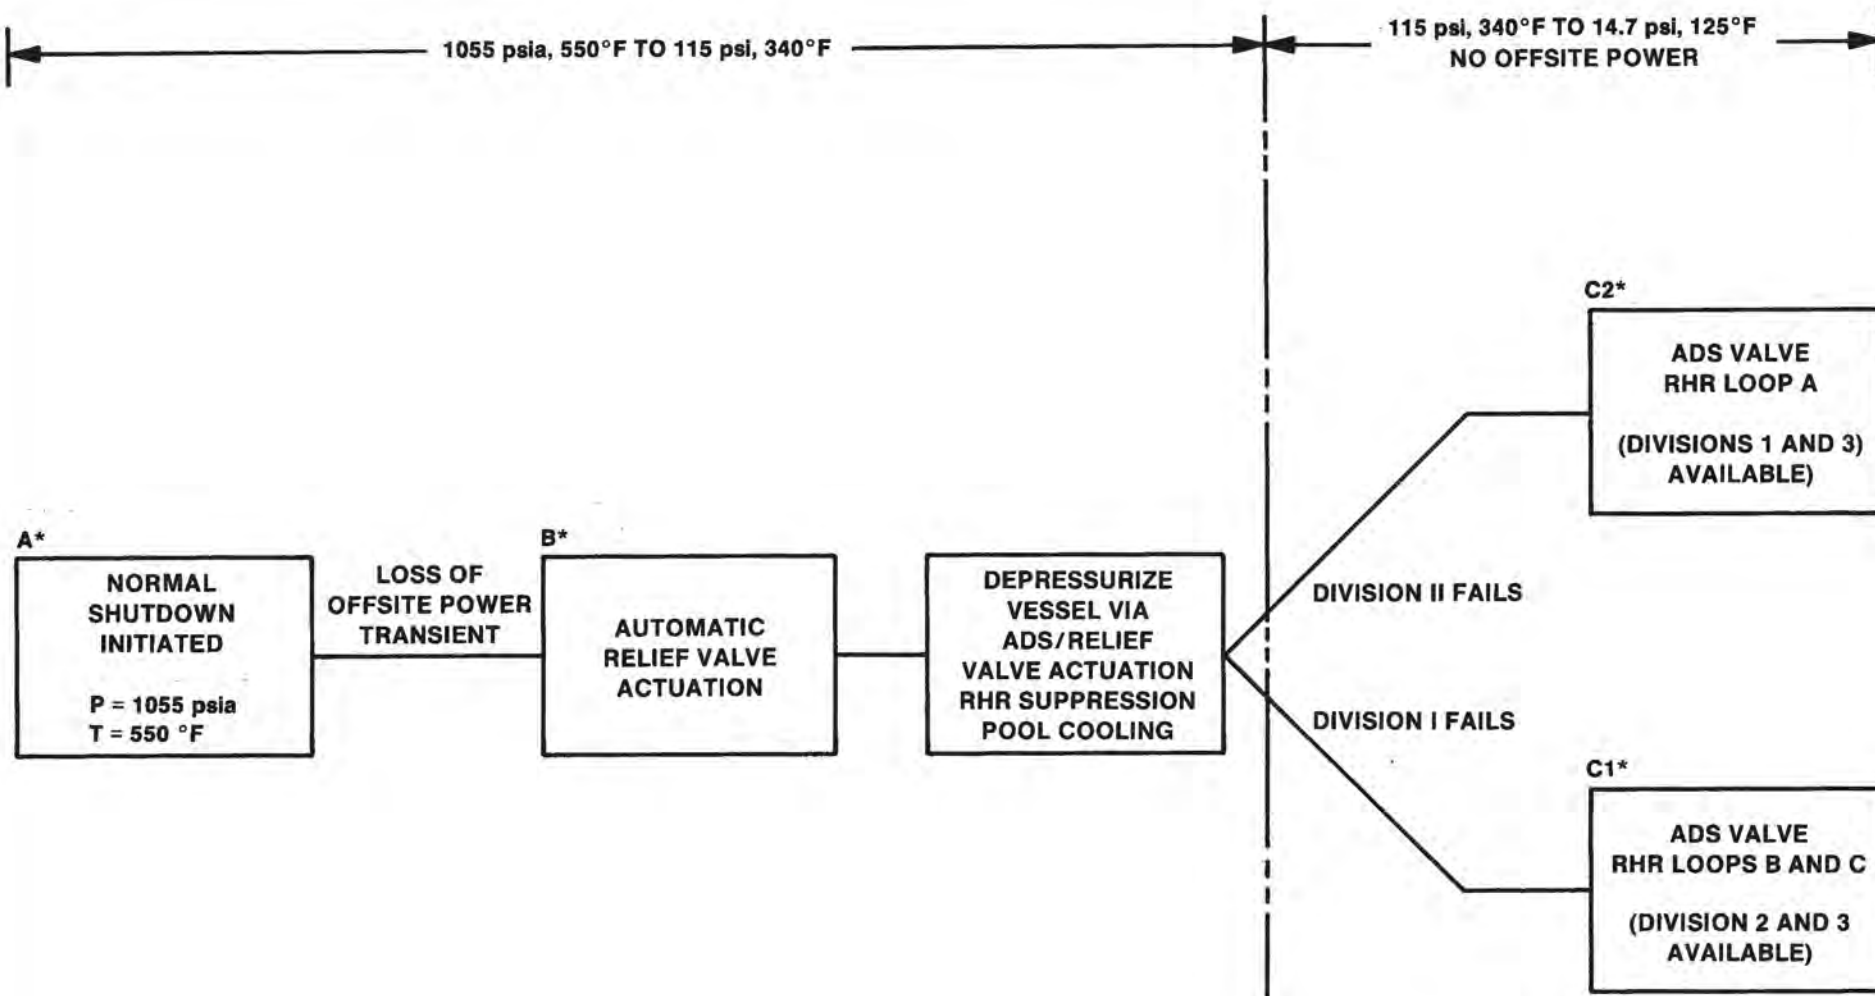 1055 psia, 550°F TO 115 psi, 340°F
115 psi, 340°F TO 14.7 psi, 125°F
NO OFFSITE POWER
C2*
ADS VALVE
RHR LOOP A
(DIVISIONS 1 AND 3)
AVAILABLE)
A*
NORMAL
SHUTDOWN
INITIATED
P = 1055 psia
T = 550 °F
LOSS OF
OFFSITE POWER
TRANSIENT
B*
AUTOMATIC
RELIEF VALVE
ACTUATION
DEPRESSURIZE
VESSEL VIA
ADS/RELIEF
VALVE ACTUATION
RHR SUPPRESSION
POOL COOLING
DIVISION II FAILS
DIVISION I FAILS
C1*
ADS VALVE
RHR LOOPS B AND C
(DIVISION 2 AND 3
AVAILABLE)